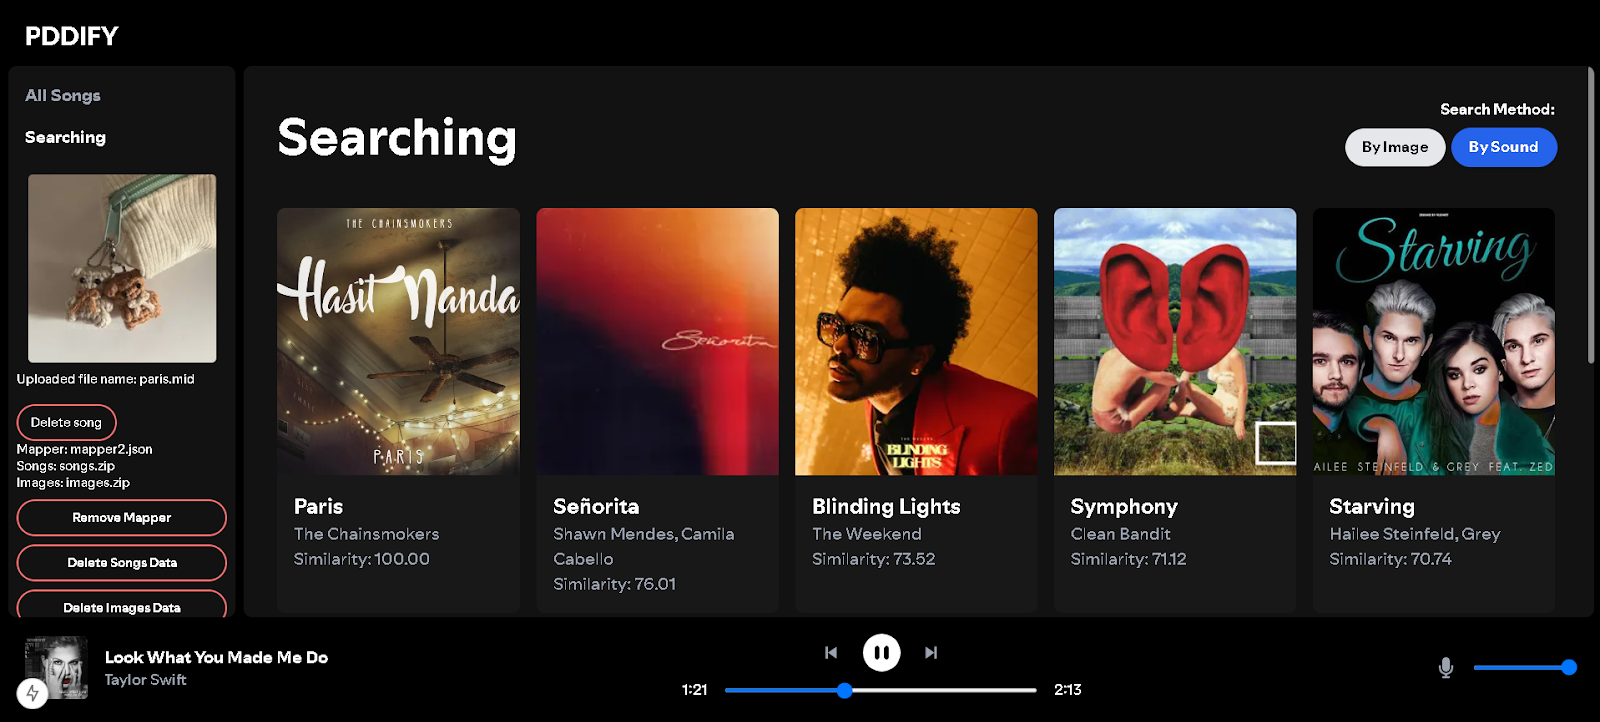 PDDIFY
All Songs
Searching
Uploaded file name: paris.mid
Delete song
Mapper: mapper2.json
Songs: songs.zip
Images: images.zip
Remove Mapper
Delete Songs Data
Delete Images Data
Searching
Search Method:
By Image
By Sound
THE CHAINSMOKERS
Hasit Nanda
PARIS
Paris
The Chainsmokers
Similarity: 100.00
Señorita
Señorita
Shawn Mendes, Camila
Cabello
Similarity: 76.01
THE WEEKND
BLINDING
LIGHTS
Blinding Lights
The Weekend
Similarity: 73.52
Symphony
Clean Bandit
Similarity: 71.12
Starving
AILEE STEINFELD & GREY FEAT. ZED
Starving
Hailee Steinfeld, Grey
Similarity: 70.74
Look What You Made Me Do
Taylor Swift
1:21
2:13